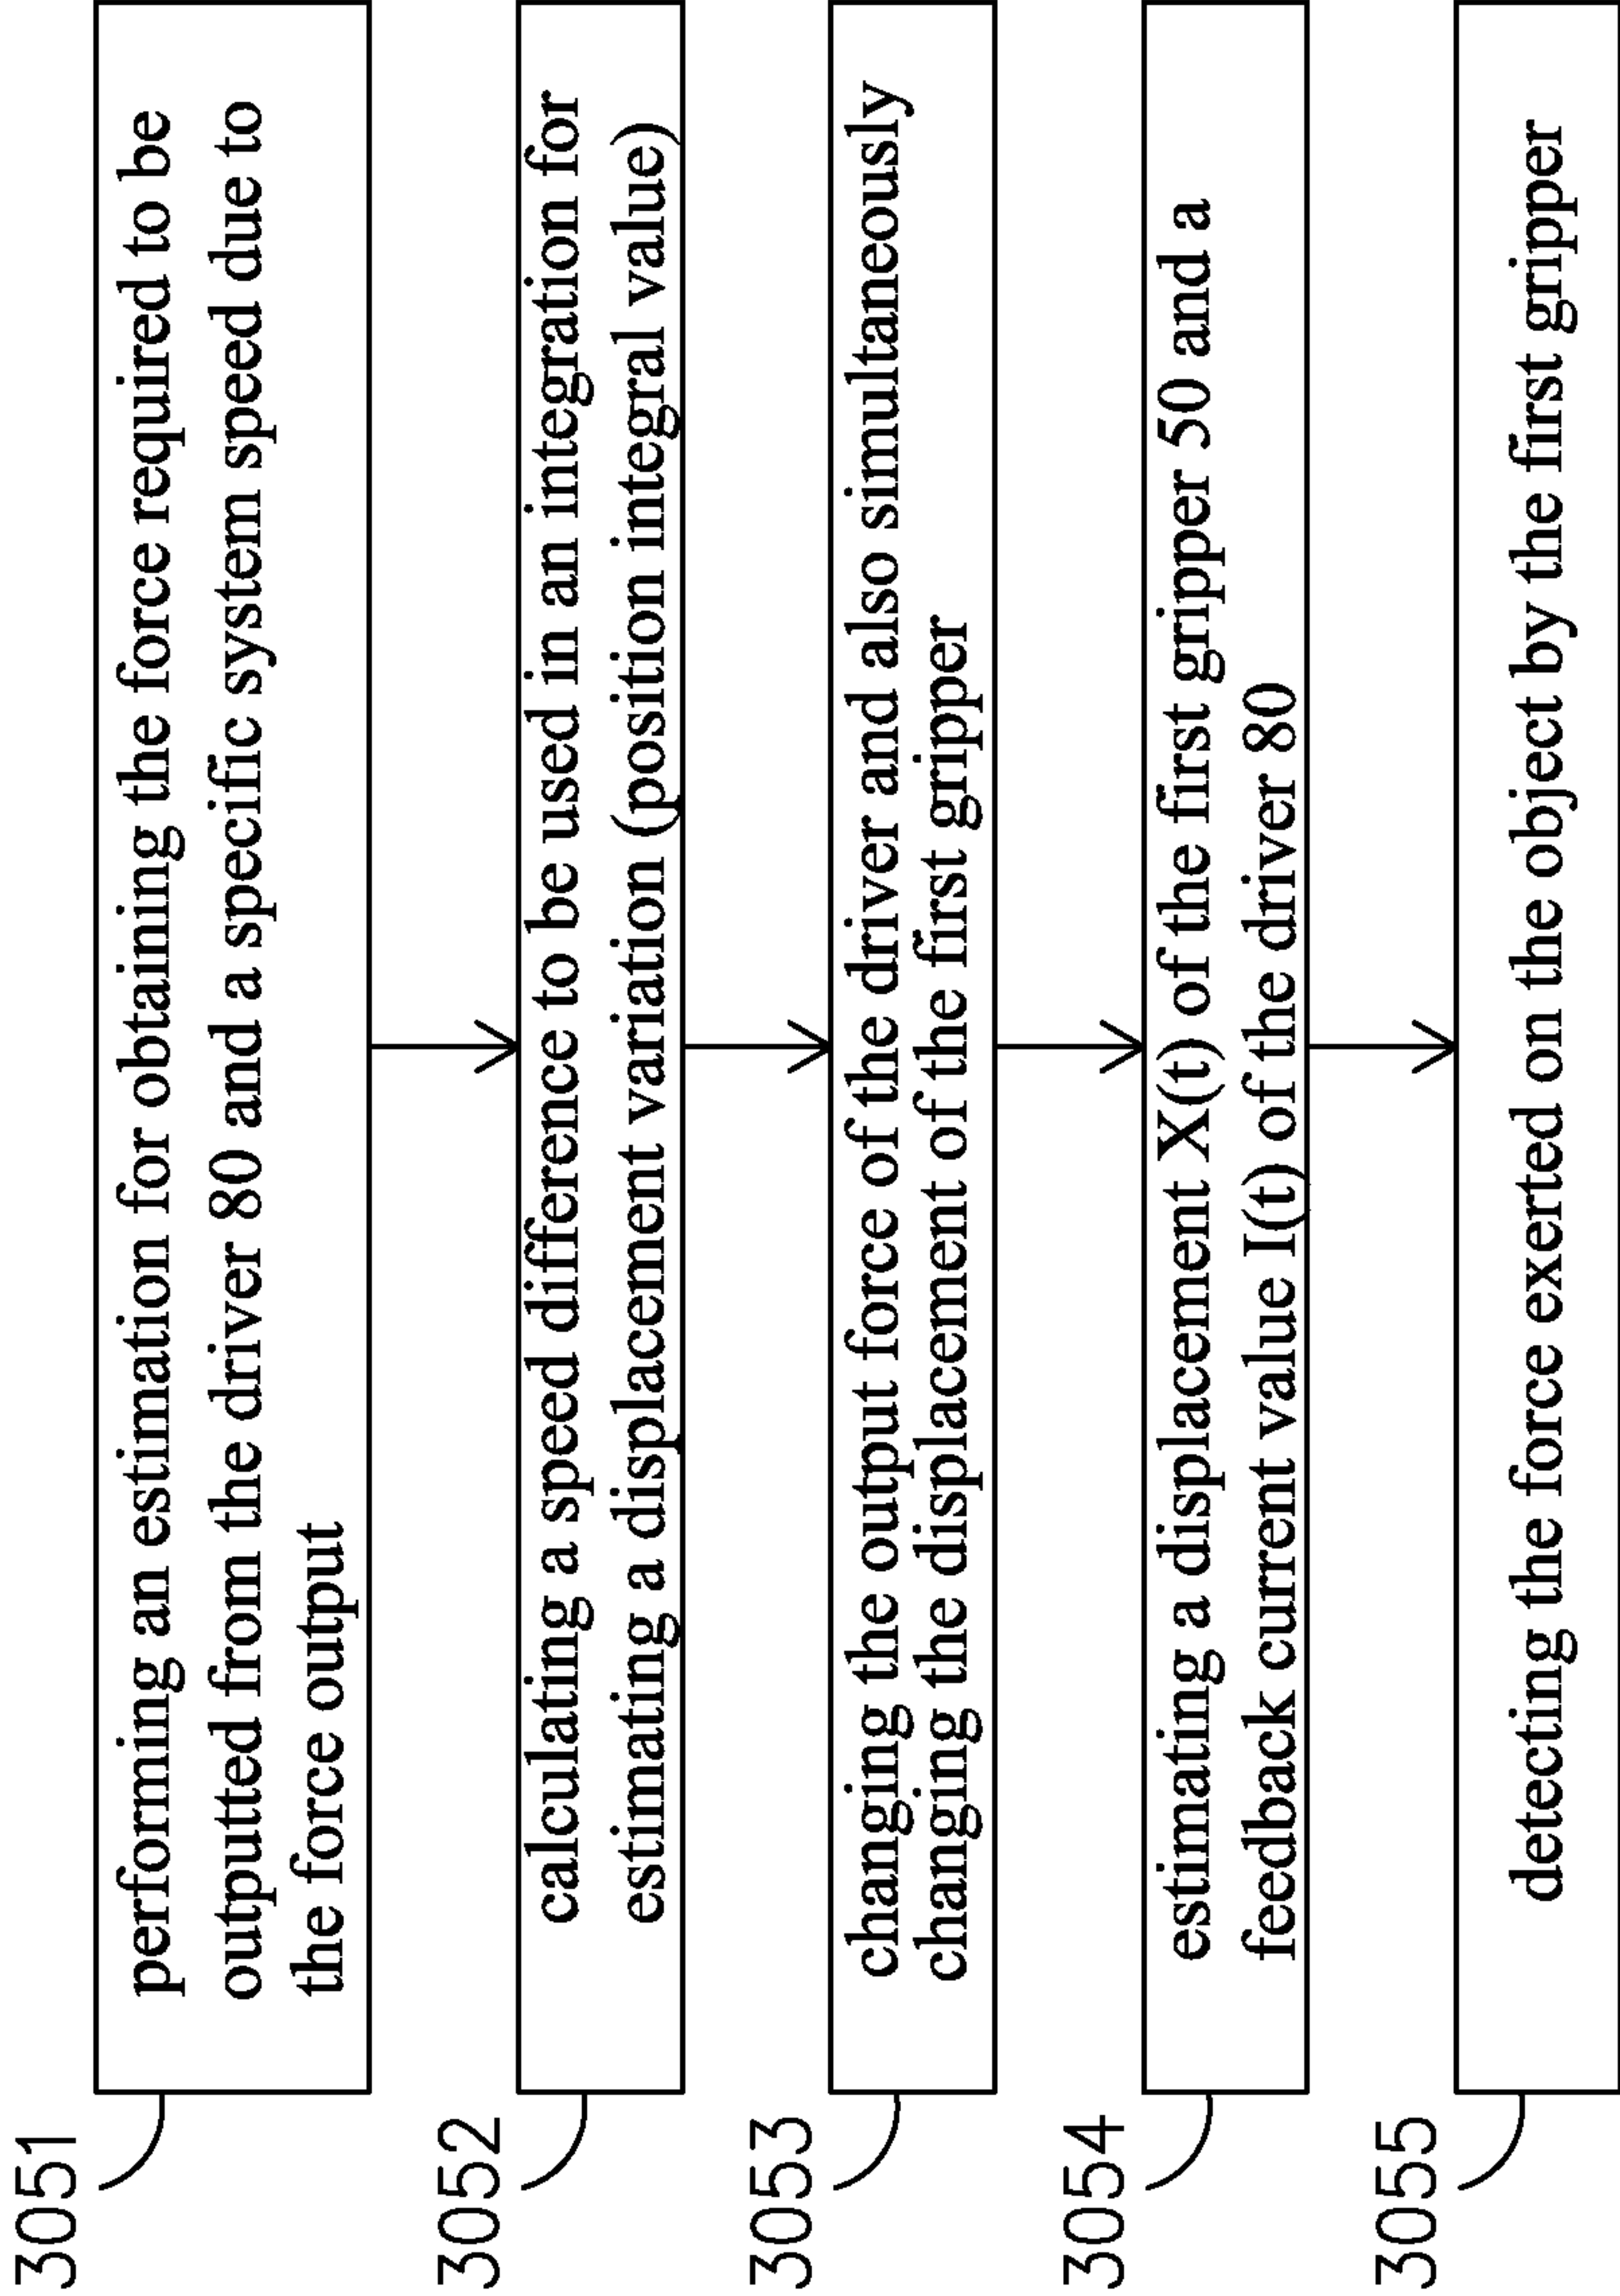 3051
performing an estimation for obtaining the force required to be
outputted from the driver 80 and a specific system speed due to
the force output
3052
calculating a speed difference to be used in an integration for
estimating a displacement variation (position integral value)
3053
changing the output force of the driver and also simultaneously
changing the displacement of the first gripper
3054
estimating a displacement X(t) of the first gripper 50 and a
feedback current value I(t) of the driver 80
3055
detecting the force exerted on the object by the first gripper